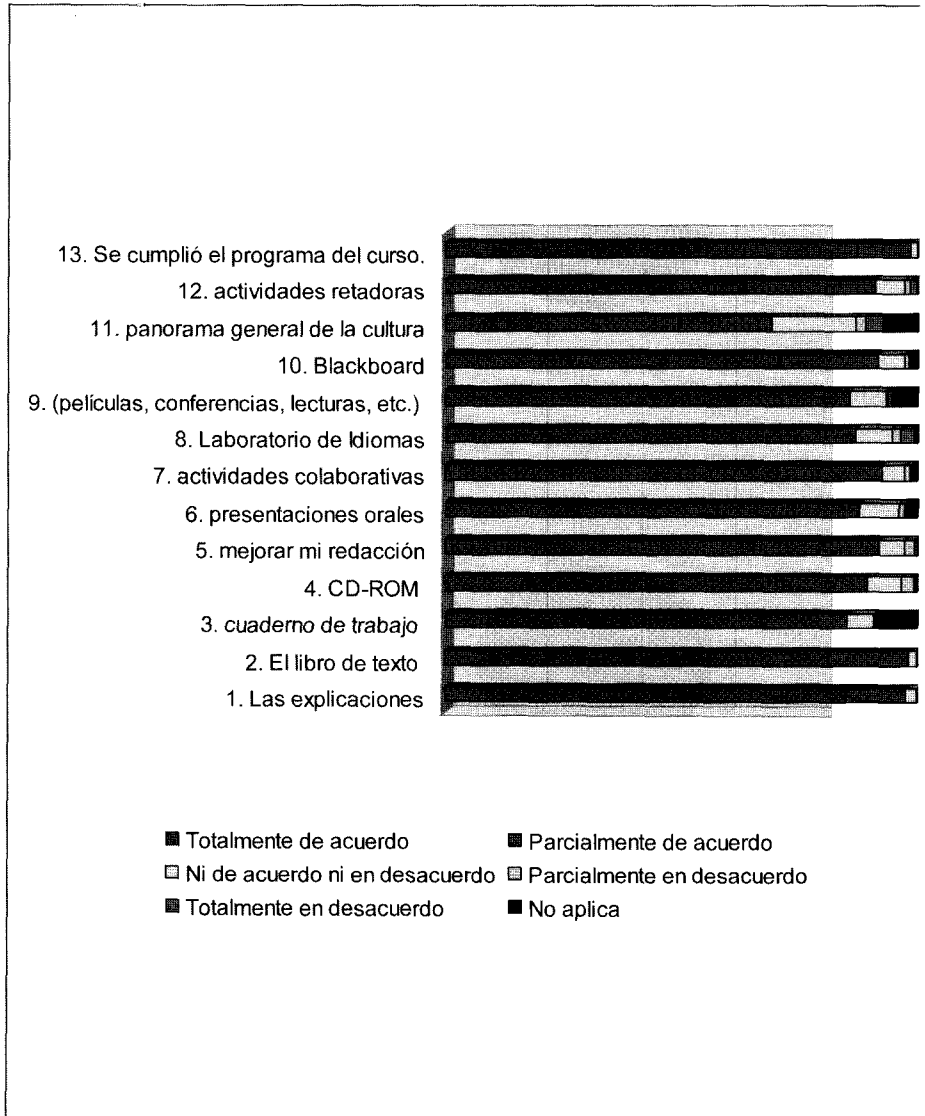 13. Se cumplió el programa del curso.
12. actividades retadoras
11. panorama general de la cultura
10. Blackboard
9. (películas, conferencias, lecturas, etc.)
8. Laboratorio de Idiomas
7. actividades colaborativas
6. presentaciones orales
5. mejorar mi redacción
4. CD-ROM
3. cuaderno de trabajo
2. El libro de texto
1. Las explicaciones
Totalmente de acuerdo Parcialmente de acuerdo
Ni de acuerdo ni en desacuerdo Parcialmente en desacuerdo
Totalmente en desacuerdo No aplica